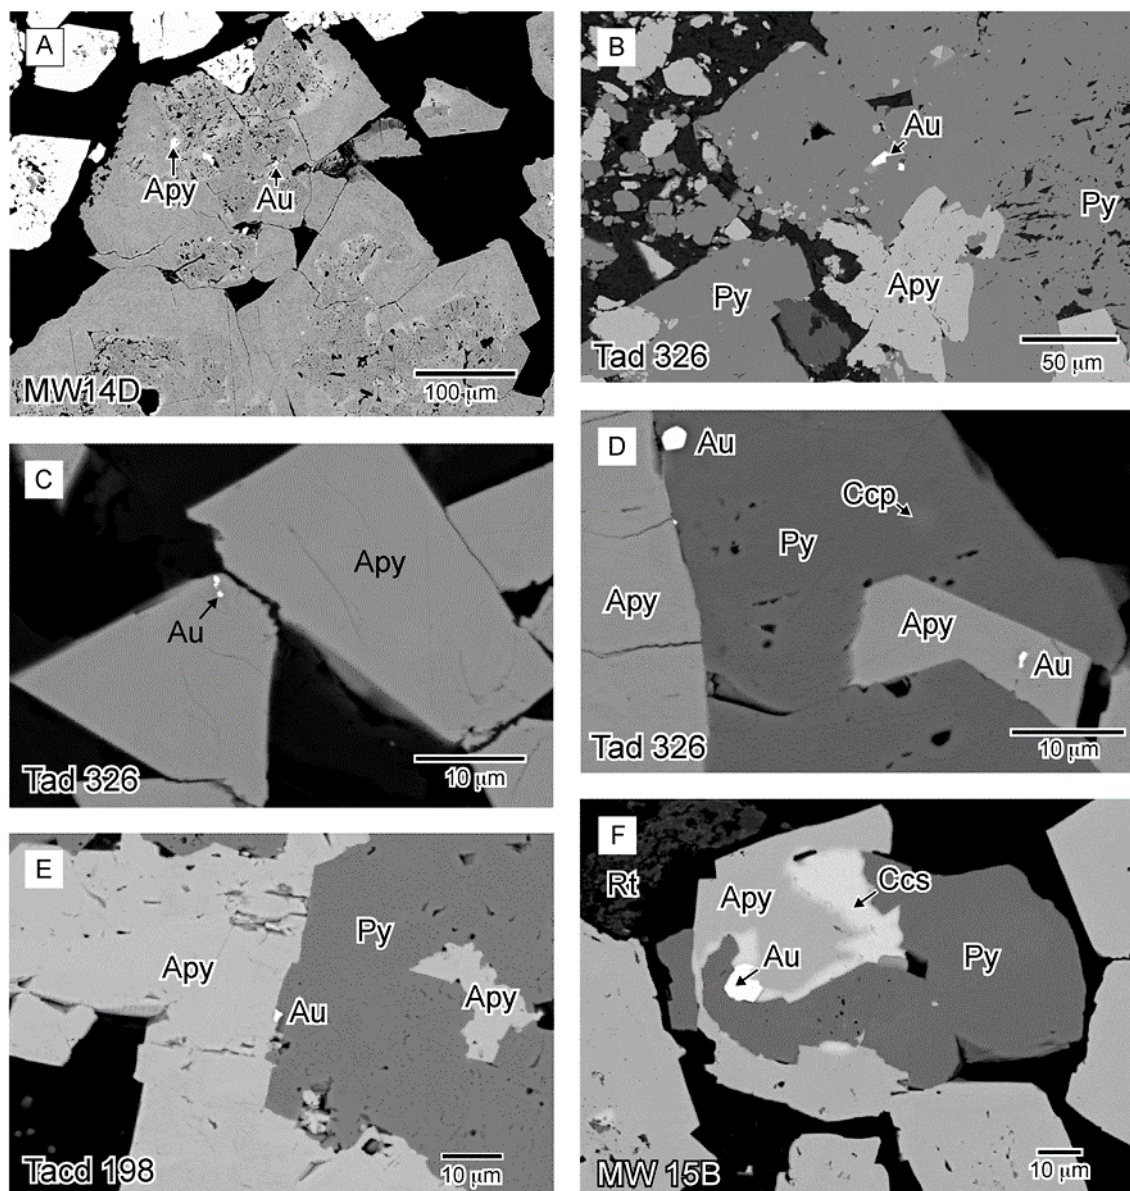 A
Apy
Au
MW14D
100 µm
B
Au
Py
Apy
Py
Tad 326
50 µm
C
Apy
Au
Tad 326
10 µm
D
Au
Ccp
Py
Apy
Apy
Au
Tad 326
10 µm
E
Py
Apy
Apy
Au
Tacd 198
10 µm
F
Rt
Ccs
Apy
Au
Py
MW 15B
10 µm